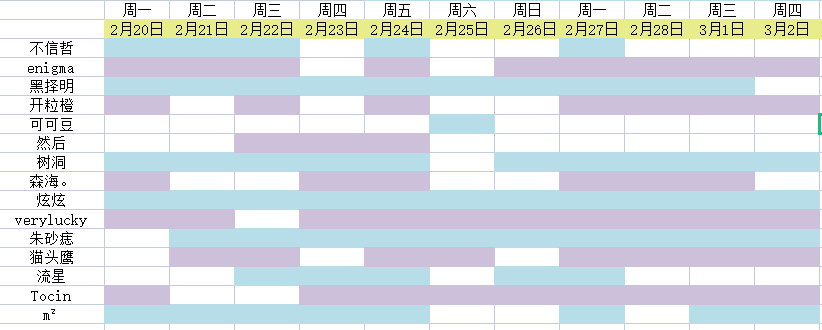 周一 周二 周三 周四 周五 周六 周日 周一 周二 周三 周四
2月20日 2月21日 2月22日 2月23日 2月24日 2月25日 2月26日 2月27日 2月28日 3月1日 3月2日
不信哲
enigma
黑择明
开粒橙
可可豆
然后
树洞
森海。
炫炫
verylucky
朱砂痣
猫头鹰
流星
Tocin
m²